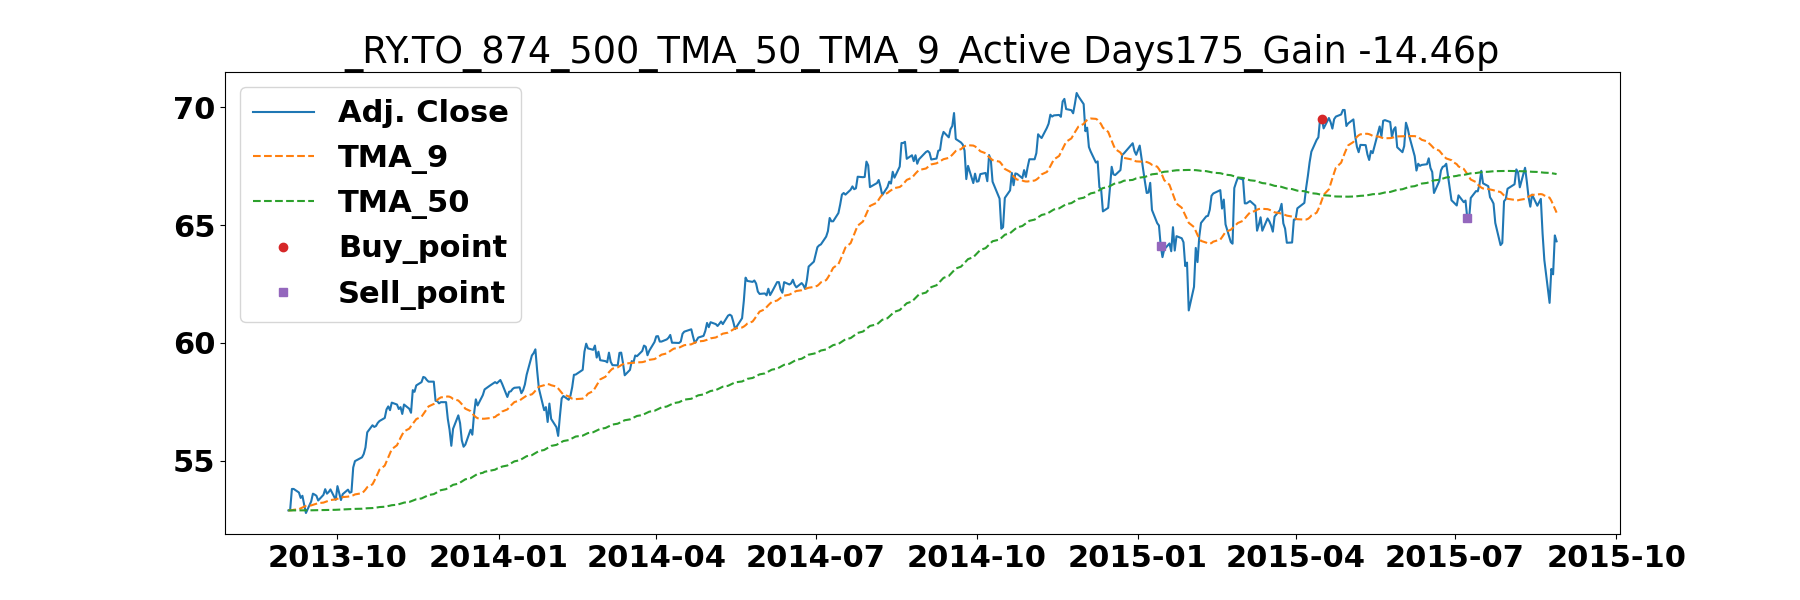 _RY.TO_874_500_TMA_50_TMA_9_Active Days175_Gain -14.46p
Adj. Close
TMA_9
TMA_50
Buy_point
Sell_point
70
65
60
55
2013-10 2014-01 2014-04 2014-07 2014-10 2015-01 2015-04 2015-07 2015-10